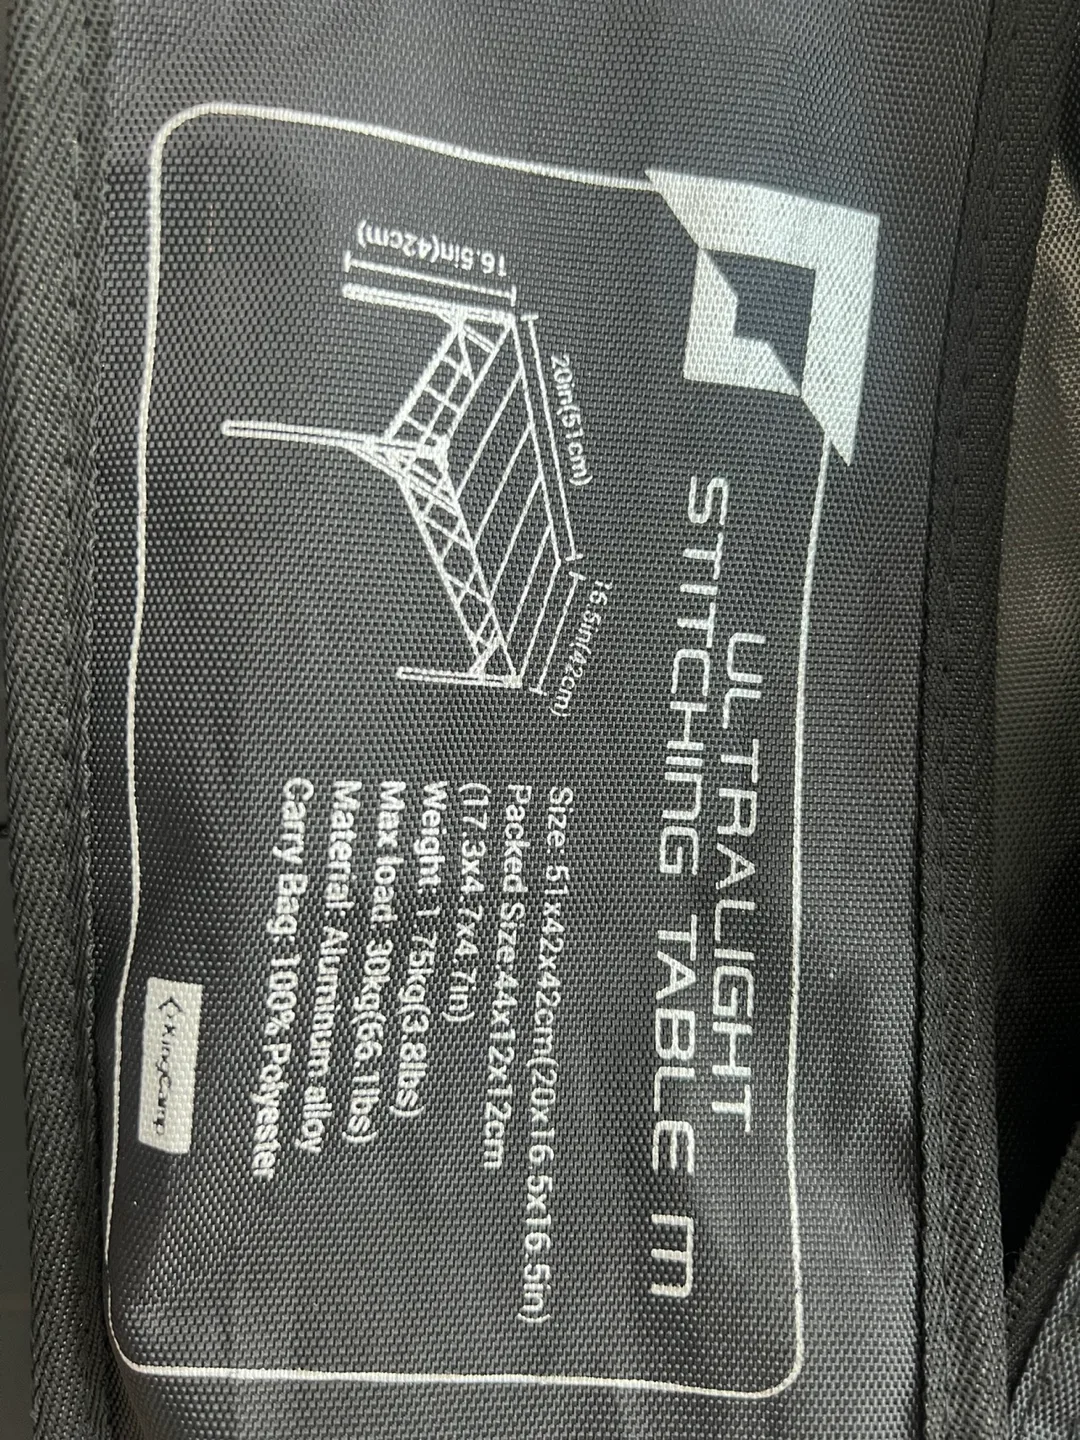 ULTRALIGHT
STITCHING TABLE M
16.5in(42cm)
20in(51cm)
16.5in(42cm)
Size:51x42x42cm(20x16.5x16.5in)
Packed Size:44x12x12cm
(17.3x4.7x4.7in)
Weight: 1.75kg(3.8lbs)
Max load: 30kg(66.1lbs)
Material: Aluminum alloy
Carry Bag: 100% Polyester
KingCamp